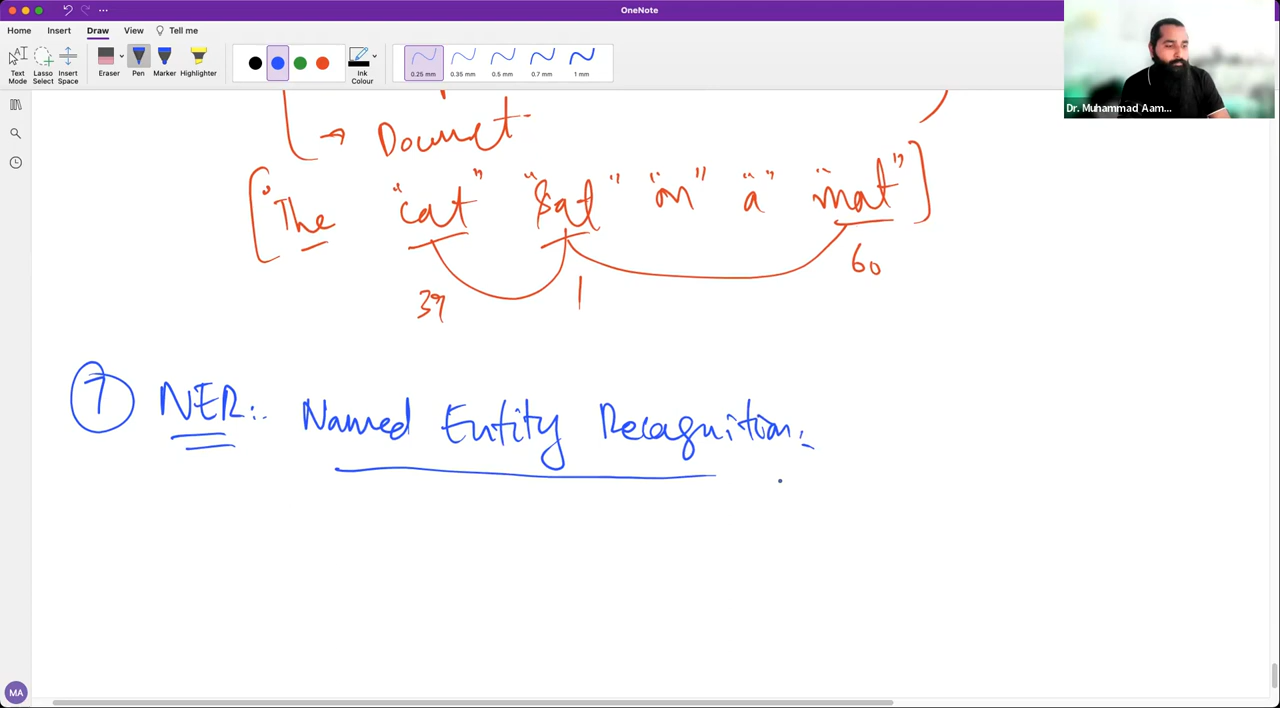 OneNote
Home Insert Draw View Tell me
Text Mode
Lasso Select
Insert Space
Eraser
Pen
Marker
Highlighter
Ink Colour
0.25 mm
0.35 mm
0.5 mm
0.7 mm
1 mm
Dr. Muhammad Aam...
["The "cat" "Sat" "on" "a" "mat"]
60
39 1
7 NER:- Named Entity Recognition:
MA